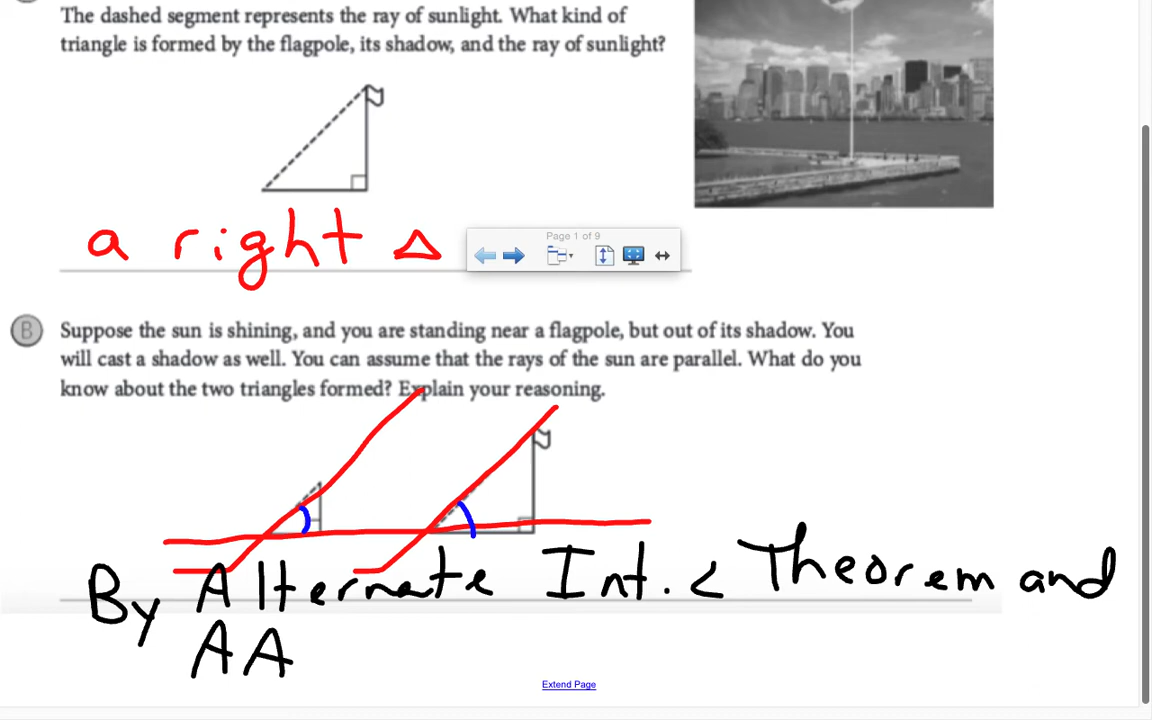 The dashed segment represents the ray of sunlight. What kind of
triangle is formed by the flagpole, its shadow, and the ray of sunlight?
a right △
Page 1 of 9
B Suppose the sun is shining, and you are standing near a flagpole, but out of its shadow. You
will cast a shadow as well. You can assume that the rays of the sun are parallel. What do you
know about the two triangles formed? Explain your reasoning.
By Alternate Int. < Theorem and
AA
Extend Page